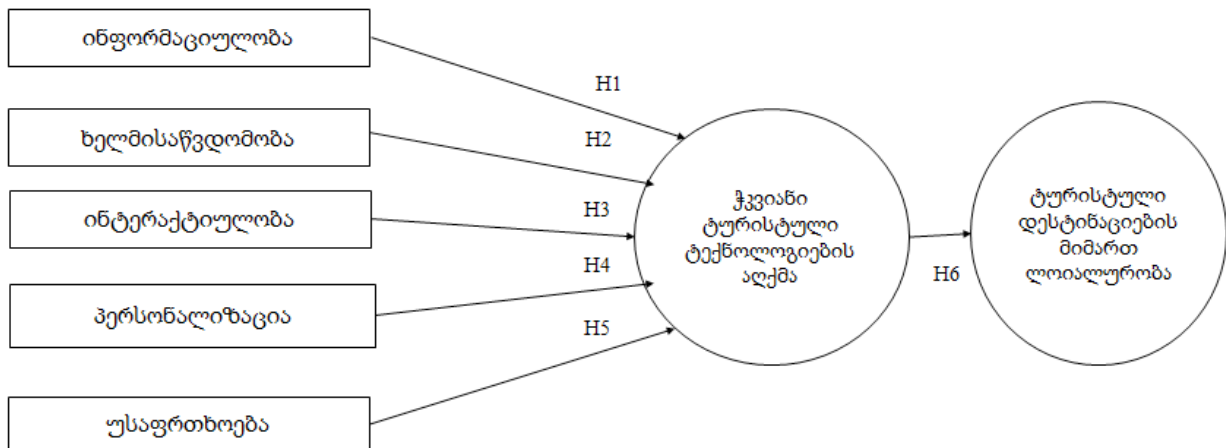 ინფორმაციულობა
H1
ხელმისაწვდომობა
H2
ინტერაქტიულობა
H3
H4
პერსონალიზაცია
H5
უსაფრთხოება
ჭკვიანი
ტურისტული
ტექნოლოგიების
აღქმა
H6
ტურისტული
დესტინაციების
მიმართ
ლოიალურობა